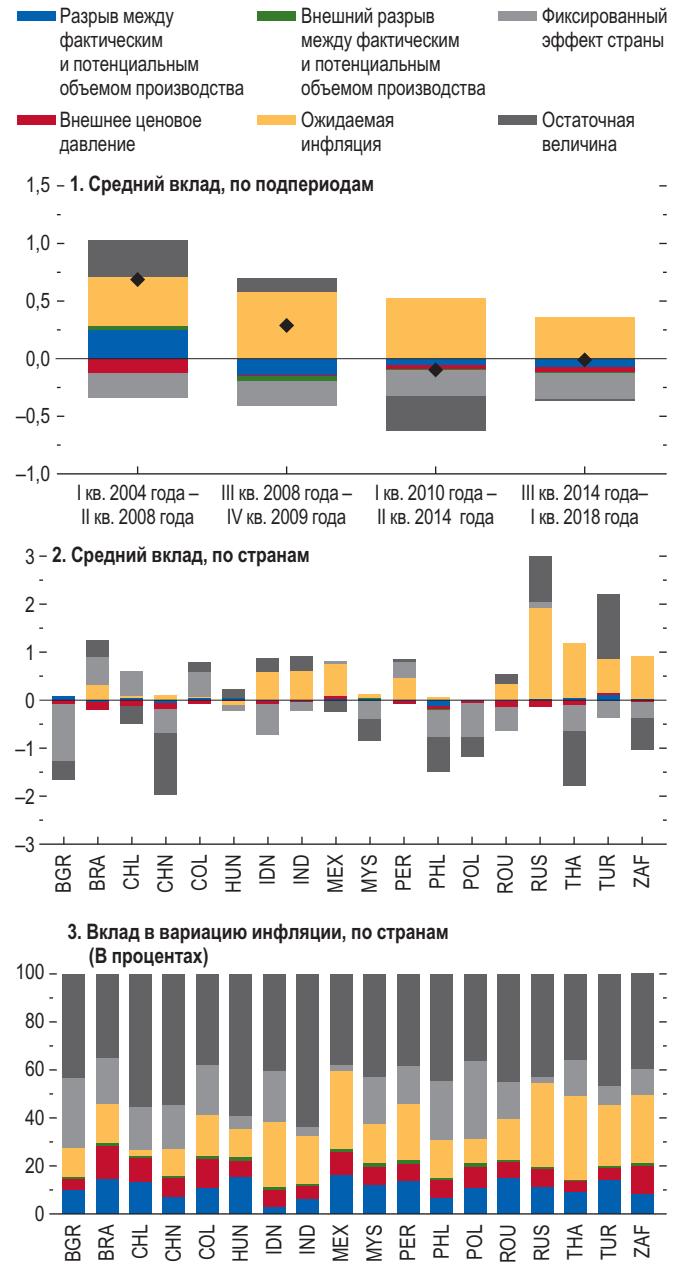 Разрыв между
фактическим
и потенциальным
объемом производства
Внешний разрыв
между фактическим
и потенциальным
объемом производства
Фиксированный
эффект страны
Внешнее ценовое
давление
Ожидаемая
инфляция
Остаточная
величина
1. Средний вклад, по подпериодам
1,5
1,0
0,5
0,0
–0,5
–1,0
I кв. 2004 года –
II кв. 2008 года
III кв. 2008 года –
IV кв. 2009 года
I кв. 2010 года –
II кв. 2014 года
III кв. 2014 года–
I кв. 2018 года
2. Средний вклад, по странам
3
2
1
0
–1
–2
–3
BGR
BRA
CHL
CHN
COL
HUN
IDN
IND
MEX
MYS
PER
PHL
POL
ROU
RUS
THA
TUR
ZAF
3. Вклад в вариацию инфляции, по странам
(В процентах)
100
80
60
40
20
0
BGR
BRA
CHL
CHN
COL
HUN
IDN
IND
MEX
MYS
PER
PHL
POL
ROU
RUS
THA
TUR
ZAF